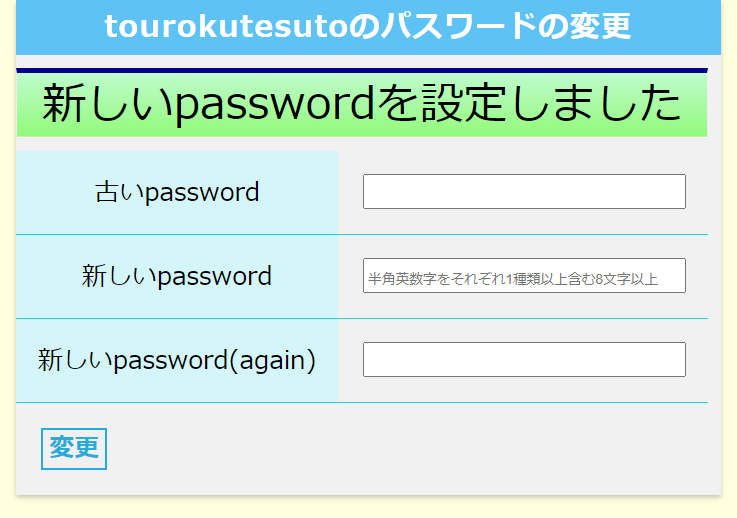 tourokutesutoのパスワードの変更
新しいpasswordを設定しました
古いpassword
新しいpassword
半角英数字をそれぞれ1種類以上含む8文字以上
新しいpassword(again)
変更